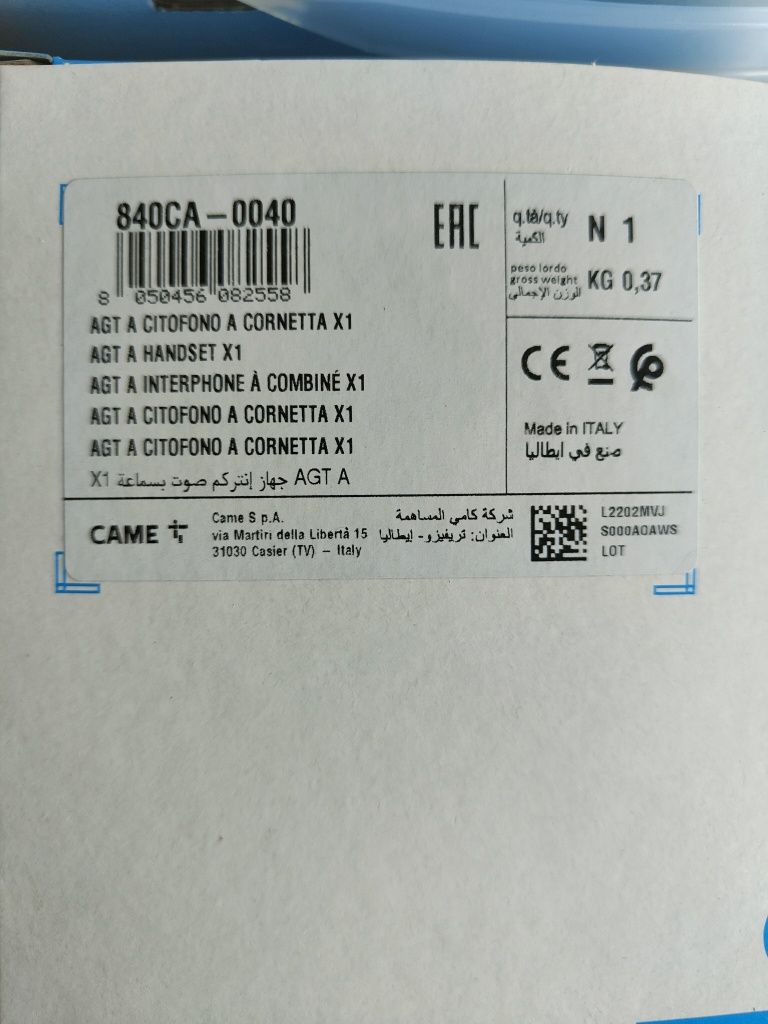 840CA-0040
8 050456 082558
EAC
q.tà/q.ty
الكمية
N 1
peso lordo
gross weight
الوزن الإجمالي
KG 0,37
AGT A CITOFONO A CORNETTA X1
AGT A HANDSET X1
AGT A INTERPHONE À COMBINÉ X1
AGT A CITOFONO A CORNETTA X1
AGT A CITOFONO A CORNETTA X1
AGT A جهاز إنتركم صوت بسماعة X1
CE
Made in ITALY
صنع في ايطاليا
CAME
Came S p.A.
via Martiri della Libertà 15
31030 Casier (TV) – Italy
شركة كامي المساهمة
العنوان: تريفيزو- إيطاليا
L2202MVJ
S000A0AWS
LOT